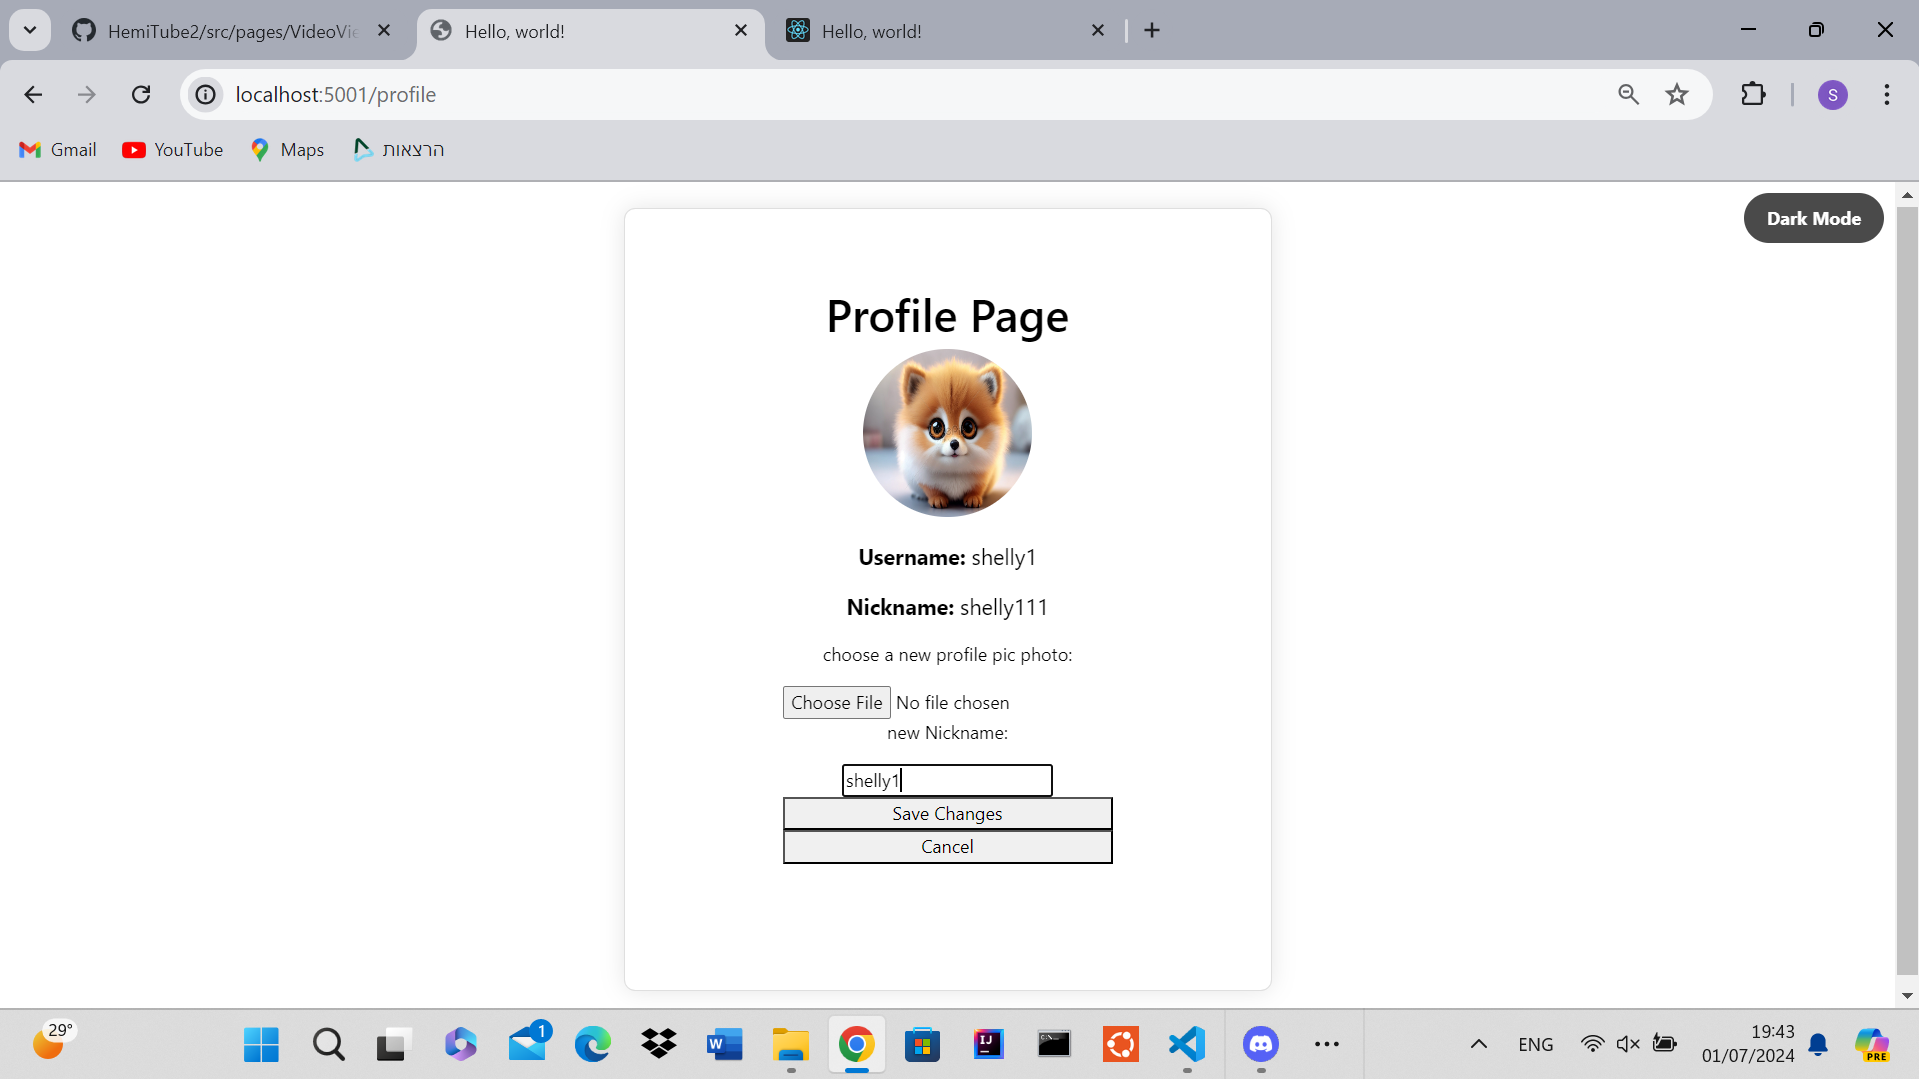 HemiTube2/src/pages/VideoVie
Hello, world!
Hello, world!
localhost:5001/profile
S
Gmail
YouTube
Maps
הרצאות
Dark Mode
Profile Page
Username: shelly1
Nickname: shelly111
choose a new profile pic photo:
Choose File No file chosen
new Nickname:
shelly1
Save Changes
Cancel
29°
1
W
IJ
ENG
19:43
01/07/2024
PRE